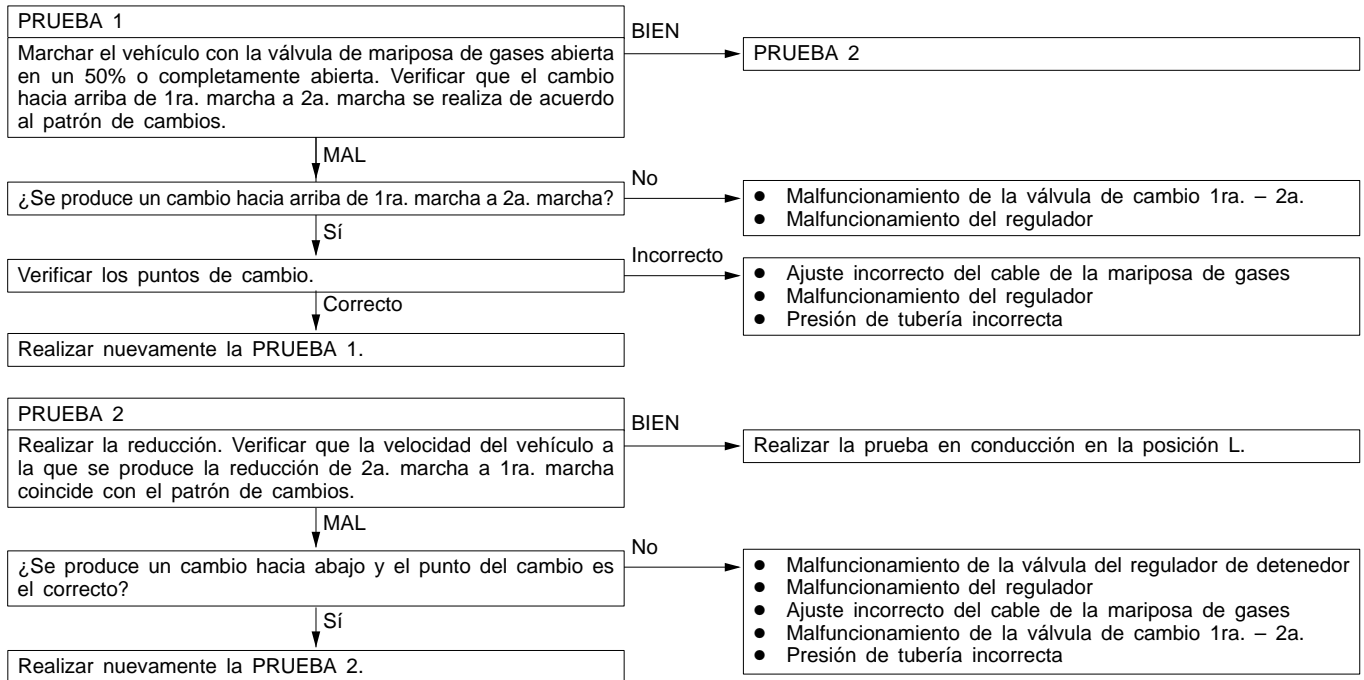 PRUEBA 1
Marchar el vehículo con la válvula de mariposa de gases abierta
en un 50% o completamente abierta. Verificar que el cambio
hacia arriba de 1ra. marcha a 2a. marcha se realiza de acuerdo
al patrón de cambios.
BIEN
PRUEBA 2
MAL
¿Se produce un cambio hacia arriba de 1ra. marcha a 2a. marcha?
No
● Malfuncionamiento de la válvula de cambio 1ra. – 2a.
● Malfuncionamiento del regulador
Sí
Verificar los puntos de cambio.
Incorrecto
● Ajuste incorrecto del cable de la mariposa de gases
● Malfuncionamiento del regulador
● Presión de tubería incorrecta
Correcto
Realizar nuevamente la PRUEBA 1.
PRUEBA 2
Realizar la reducción. Verificar que la velocidad del vehículo a
la que se produce la reducción de 2a. marcha a 1ra. marcha
coincide con el patrón de cambios.
BIEN
Realizar la prueba en conducción en la posición L.
MAL
¿Se produce un cambio hacia abajo y el punto del cambio es
el correcto?
No
● Malfuncionamiento de la válvula del regulador de detenedor
● Malfuncionamiento del regulador
● Ajuste incorrecto del cable de la mariposa de gases
● Malfuncionamiento de la válvula de cambio 1ra. – 2a.
● Presión de tubería incorrecta
Sí
Realizar nuevamente la PRUEBA 2.